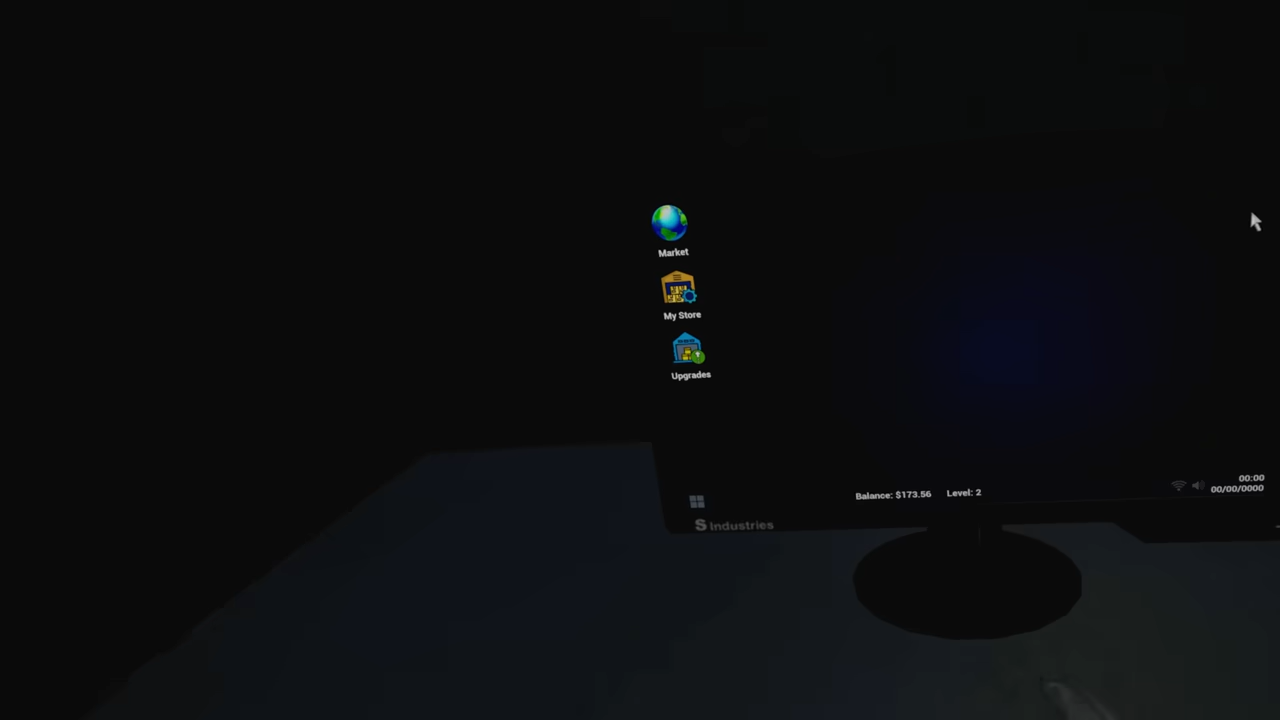 Market
My Store
Upgrades
Balance: $173.56 Level: 2
00:00
00/00/0000
S Industries